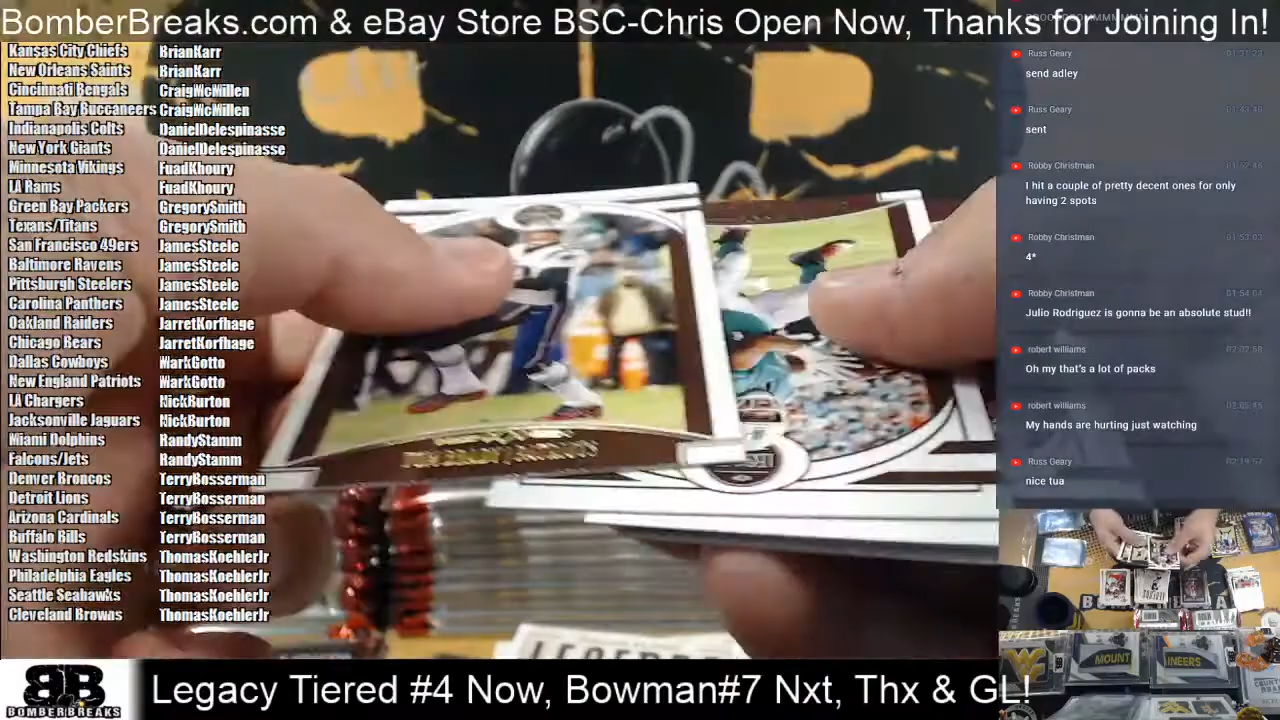 BomberBreaks.com & eBay Store BSC-Chris Open Now, Thanks for Joining In!
Kansas City Chiefs BrianKarr
New Orleans Saints BrianKarr
Cincinnati Bengals CraigMcMillen
Tampa Bay Buccaneers CraigMcMillen
Indianapolis Colts DanielDelespinasse
New York Giants DanielDelespinasse
Minnesota Vikings FuadKhoury
LA Rams FuadKhoury
Green Bay Packers GregorySmith
Texans/Titans GregorySmith
San Francisco 49ers JamesSteele
Baltimore Ravens JamesSteele
Pittsburgh Steelers JamesSteele
Carolina Panthers JamesSteele
Oakland Raiders JarretKorfhage
Chicago Bears JarretKorfhage
Dallas Cowboys MarkGotto
New England Patriots MarkGotto
LA Chargers NickBurton
Jacksonville Jaguars NickBurton
Miami Dolphins RandyStamm
Falcons/Jets RandyStamm
Denver Broncos TerryBosserman
Detroit Lions TerryBosserman
Arizona Cardinals TerryBosserman
Buffalo Bills TerryBosserman
Washington Redskins ThomasKoehlerJr
Philadelphia Eagles ThomasKoehlerJr
Seattle Seahawks ThomasKoehlerJr
Cleveland Browns ThomasKoehlerJr
Russ Geary 01:31:23
send adley
Russ Geary
sent
Robby Christman
I hit a couple of pretty decent ones for only
having 2 spots
Robby Christman
4*
Robby Christman
Julio Rodriguez is gonna be an absolute stud!!
robert williams
Oh my that's a lot of packs
robert williams
My hands are hurting just watching
Russ Geary
nice tua
MOUNT
INEERS
BB
BOMBERBREAKS
Legacy Tiered #4 Now, Bowman#7 Nxt, Thx & GL!